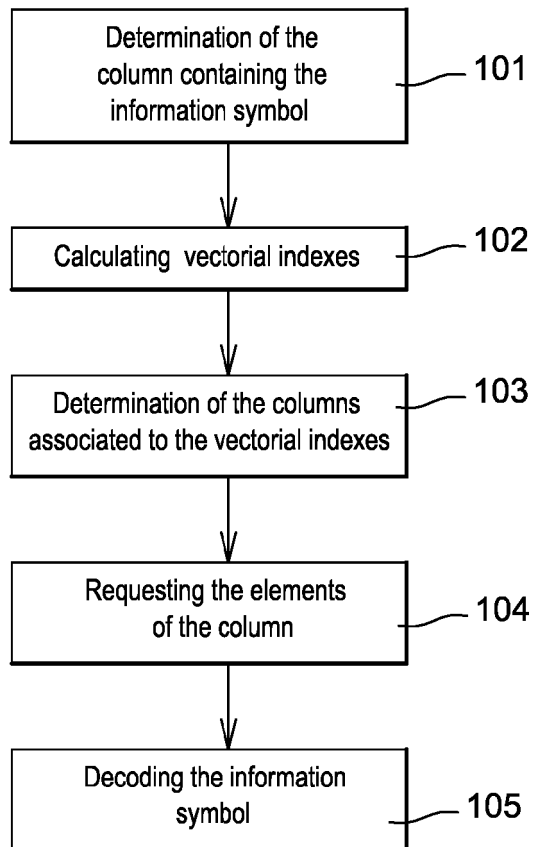 Determination of the
column containing the
information symbol
101
Calculating vectorial indexes
102
Determination of the columns
associated to the vectorial indexes
103
Requesting the elements
of the column
104
Decoding the information
symbol
105